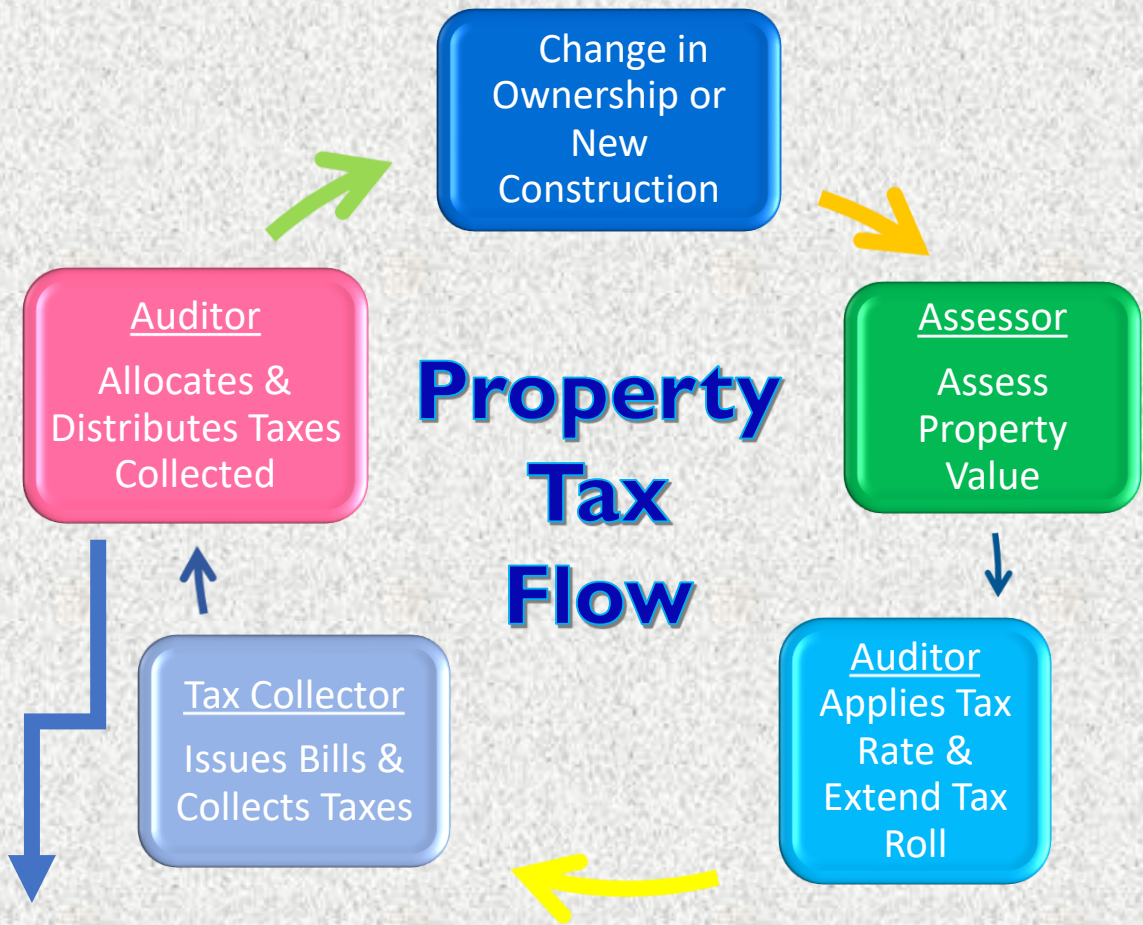 Change in
Ownership or
New
Construction
Assessor
Assess
Property
Value
Auditor
Applies Tax
Rate &
Extend Tax
Roll
Tax Collector
Issues Bills &
Collects Taxes
Auditor
Allocates &
Distributes Taxes
Collected
Property
Tax
Flow